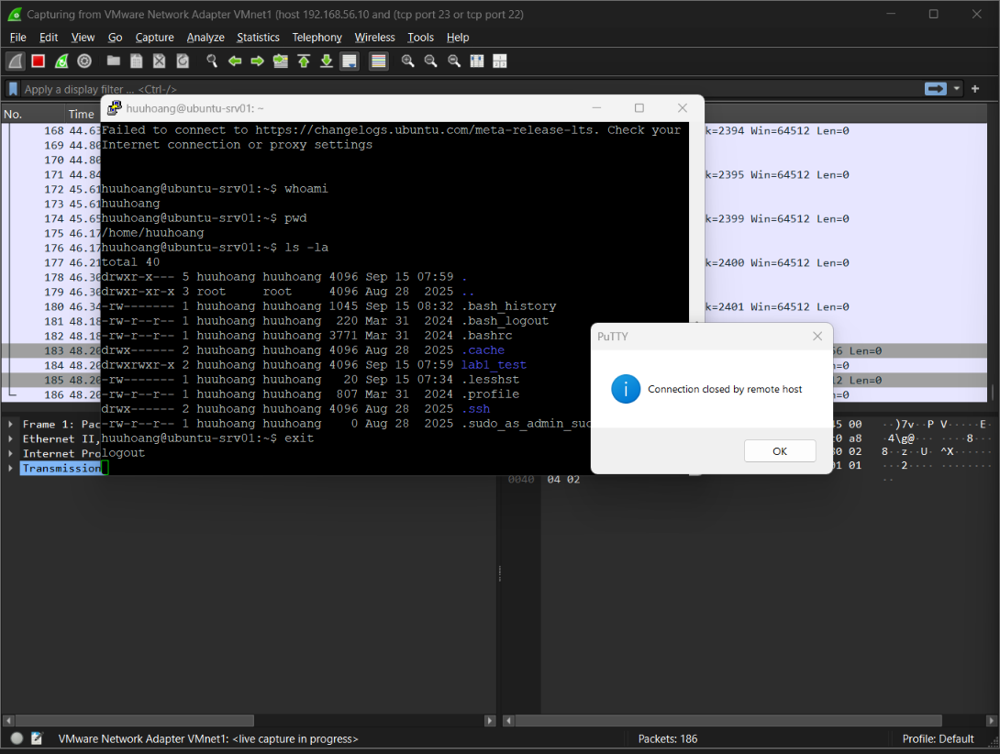 Capturing from VMware Network Adapter VMnet1 (host 192.168.56.10 and (tcp port 23 or tcp port 22)
File Edit View Go Capture Analyze Statistics Telephony Wireless Tools Help
Apply a display filter ... <Ctrl-/>
No. Time
168 44.63
169 44.80
170 44.80
171 44.84
172 45.61
173 45.61
174 45.65
175 46.17
176 46.17
177 46.21
178 46.30
179 46.30
180 46.34
181 48.18
182 48.18
183 48.20
184 48.20
185 48.20
186 48.20
k=2394 Win=64512 Len=0
k=2395 Win=64512 Len=0
k=2399 Win=64512 Len=0
k=2400 Win=64512 Len=0
k=2401 Win=64512 Len=0
56 Len=0
=0
12 Len=0
=0
huuhoang@ubuntu-srv01: ~
Failed to connect to https://changelogs.ubuntu.com/meta-release-lts. Check your
Internet connection or proxy settings
huuhoang@ubuntu-srv01:~$ whoami
huuhoang
huuhoang@ubuntu-srv01:~$ pwd
/home/huuhoang
huuhoang@ubuntu-srv01:~$ ls -la
total 40
drwxr-x--- 5 huuhoang huuhoang 4096 Sep 15 07:59 .
drwxr-xr-x 3 root     root     4096 Aug 28  2025 ..
-rw------- 1 huuhoang huuhoang 1045 Sep 15 08:32 .bash_history
-rw-r--r-- 1 huuhoang huuhoang  220 Mar 31  2024 .bash_logout
-rw-r--r-- 1 huuhoang huuhoang 3771 Mar 31  2024 .bashrc
drwx------ 2 huuhoang huuhoang 4096 Aug 28  2025 .cache
drwxrwxr-x 2 huuhoang huuhoang 4096 Sep 15 07:59 lab1_test
-rw------- 1 huuhoang huuhoang   20 Sep 15 07:34 .lesshst
-rw-r--r-- 1 huuhoang huuhoang  807 Mar 31  2024 .profile
drwx------ 2 huuhoang huuhoang 4096 Aug 28  2025 .ssh
-rw-r--r-- 1 huuhoang huuhoang    0 Aug 28  2025 .sudo_as_admin_suc
huuhoang@ubuntu-srv01:~$ exit
logout
PuTTY
Connection closed by remote host
OK
Frame 1: Pac
Ethernet II,
Internet Pro
Transmission
45 00 ··)7v··P V·····E·
0 a8
0 02
01 01
0040 04 02 ··
VMware Network Adapter VMnet1: <live capture in progress>
Packets: 186
Profile: Default